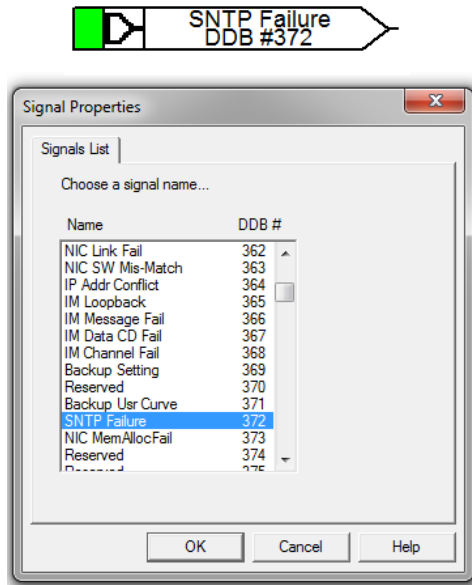 SNTP Failure
DDB #372
Signal Properties
Signals List
Choose a signal name...
Name DDB #
NIC Link Fail 362
NIC SW Mis-Match 363
IP Addr Conflict 364
IM Loopback 365
IM Message Fail 366
IM Data CD Fail 367
IM Channel Fail 368
Backup Setting 369
Reserved 370
Backup Usr Curve 371
SNTP Failure 372
NIC MemAllocFail 373
Reserved 374
Reserved 375
OK Cancel Help